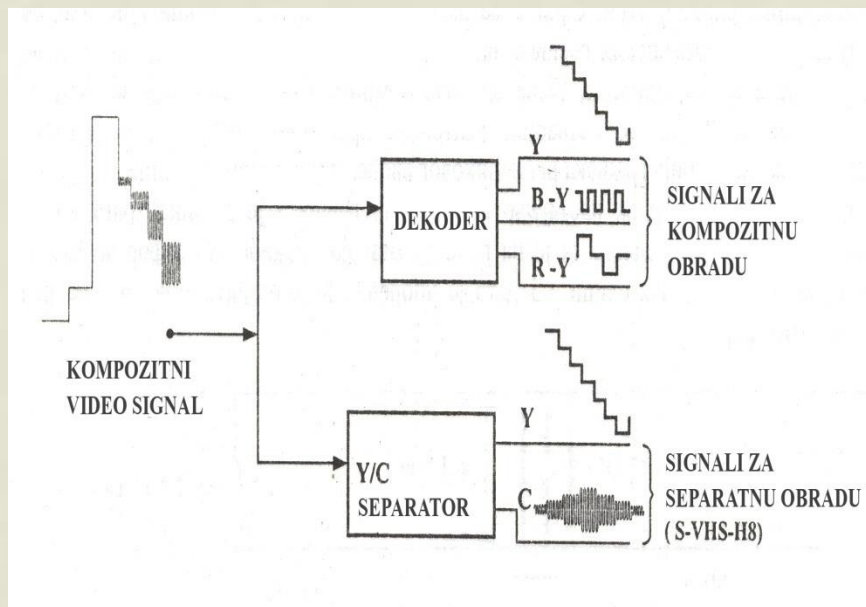 KOMPOZITNI
VIDEO SIGNAL
DEKODER
Y
B -Y
R -Y
SIGNALI ZA
KOMPOZITNU
OBRADU
Y/C
SEPARATOR
Y
C
SIGNALI ZA
SEPARATNU OBRADU
( S-VHS-H8)